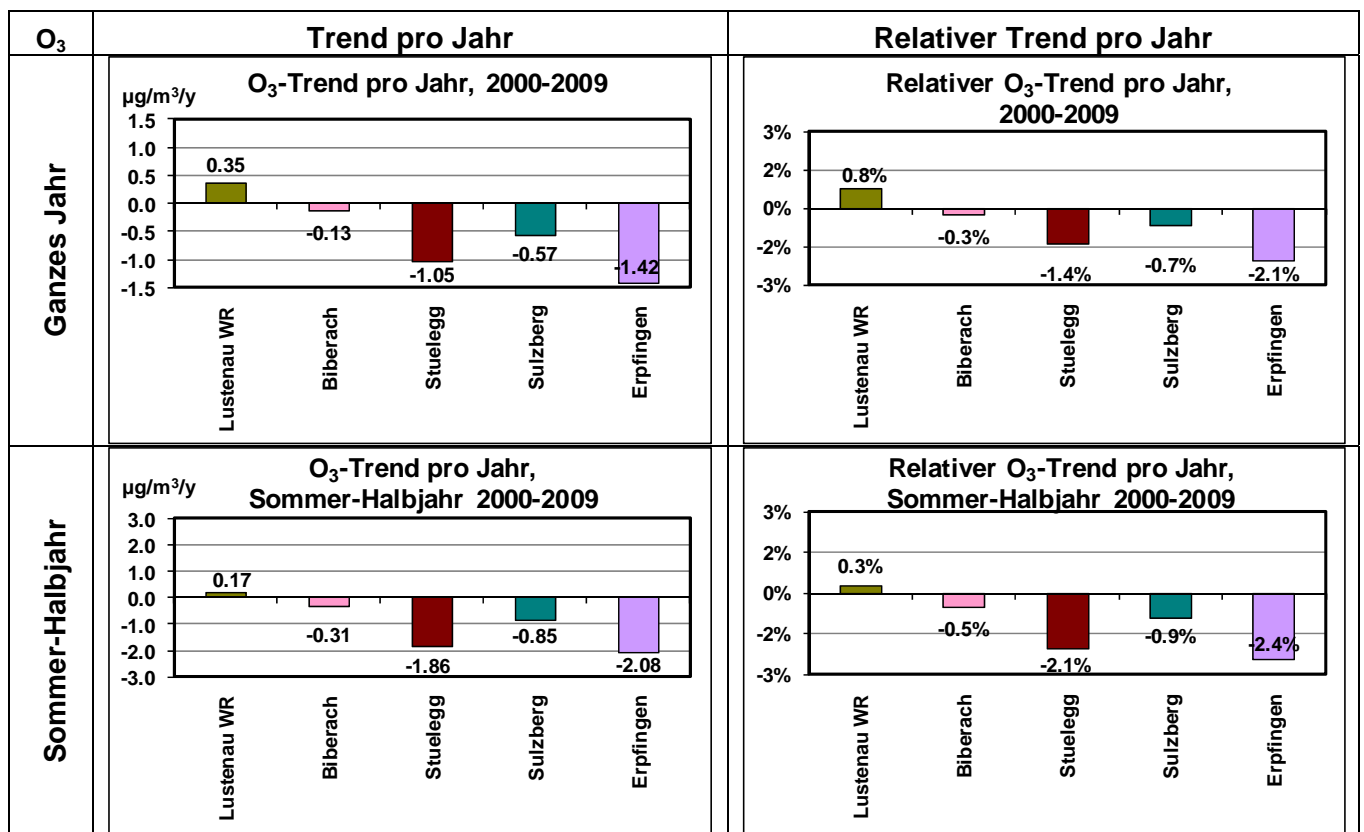 O₃ Trend pro Jahr Relativer Trend pro Jahr
Ganzes Jahr
O₃-Trend pro Jahr, 2000-2009
µg/m³/y
1.5
1.0
0.5
0.0
-0.5
-1.0
-1.5
0.35
-0.13
-1.05
-0.57
-1.42
Lustenau WR
Biberach
Stuelegg
Sulzberg
Erpfingen
Relativer O₃-Trend pro Jahr,
2000-2009
3%
2%
0%
-2%
-3%
0.8%
-0.3%
-1.4%
-0.7%
-2.1%
Lustenau WR
Biberach
Stuelegg
Sulzberg
Erpfingen
Sommer-Halbjahr
O₃-Trend pro Jahr,
Sommer-Halbjahr 2000-2009
µg/m³/y
3.0
2.0
1.0
0.0
-1.0
-2.0
-3.0
0.17
-0.31
-1.86
-0.85
-2.08
Lustenau WR
Biberach
Stuelegg
Sulzberg
Erpfingen
Relativer O₃-Trend pro Jahr,
Sommer-Halbjahr 2000-2009
3%
2%
0%
-2%
-3%
0.3%
-0.5%
-2.1%
-0.9%
-2.4%
Lustenau WR
Biberach
Stuelegg
Sulzberg
Erpfingen